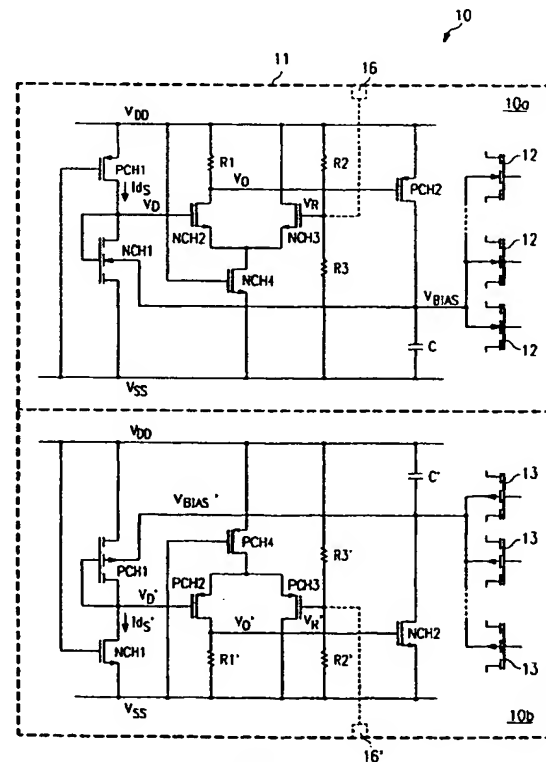 10
11
16
10a
VDD
PCH1
IdS
VD
NCH1
R1
VO
NCH2
VR
NCH3
NCH4
R2
R3
PCH2
VBIAS
C
VSS
12
12
12
VDD
VBIAS'
PCH1
VD'
IdS'
NCH1
PCH4
PCH2
PCH3
VO'
VR'
R1'
R3'
R2'
C'
NCH2
VSS
13
13
13
10b
16'